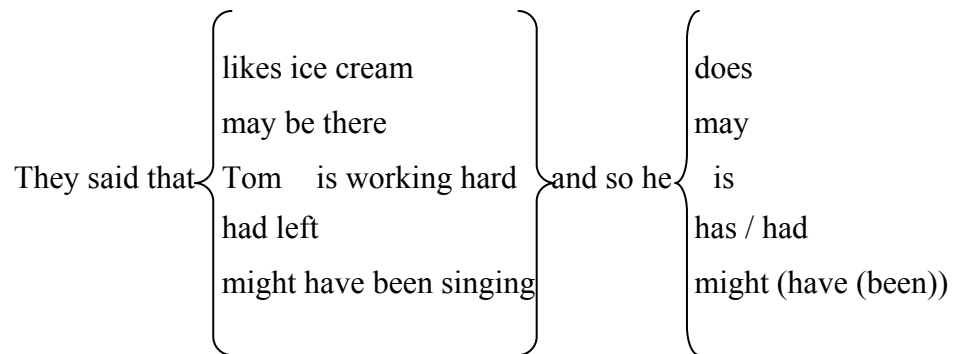 likes ice cream does
may be there may
They said that Tom is working hard and so he is
had left has / had
might have been singing might (have (been))